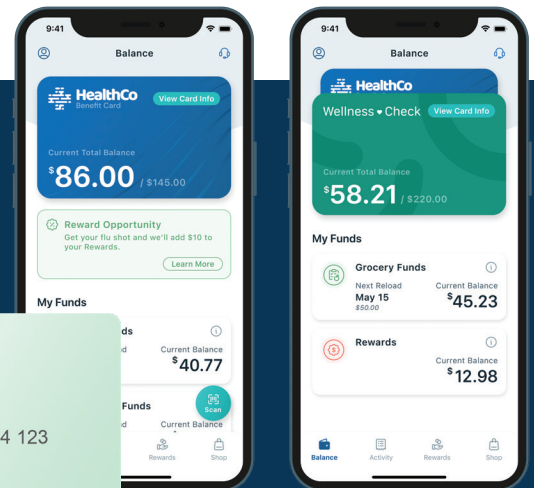 9:41
Balance
HealthCo
Benefit Card
View Card Info
Current Total Balance
$86.00 / $145.00
Reward Opportunity
Get your flu shot and we'll add $10 to
your Rewards.
Learn More
My Funds
ds
d
Current Balance
$40.77
Funds
d
Current Balance
Scan
Rewards
Shop
4 123
9:41
Balance
HealthCo
Wellness Check
View Card Info
Current Total Balance
$58.21 / $220.00
My Funds
Grocery Funds
Next Reload
Current Balance
May 15
$45.23
$50.00
Rewards
Current Balance
$12.98
Balance
Activity
Rewards
Shop